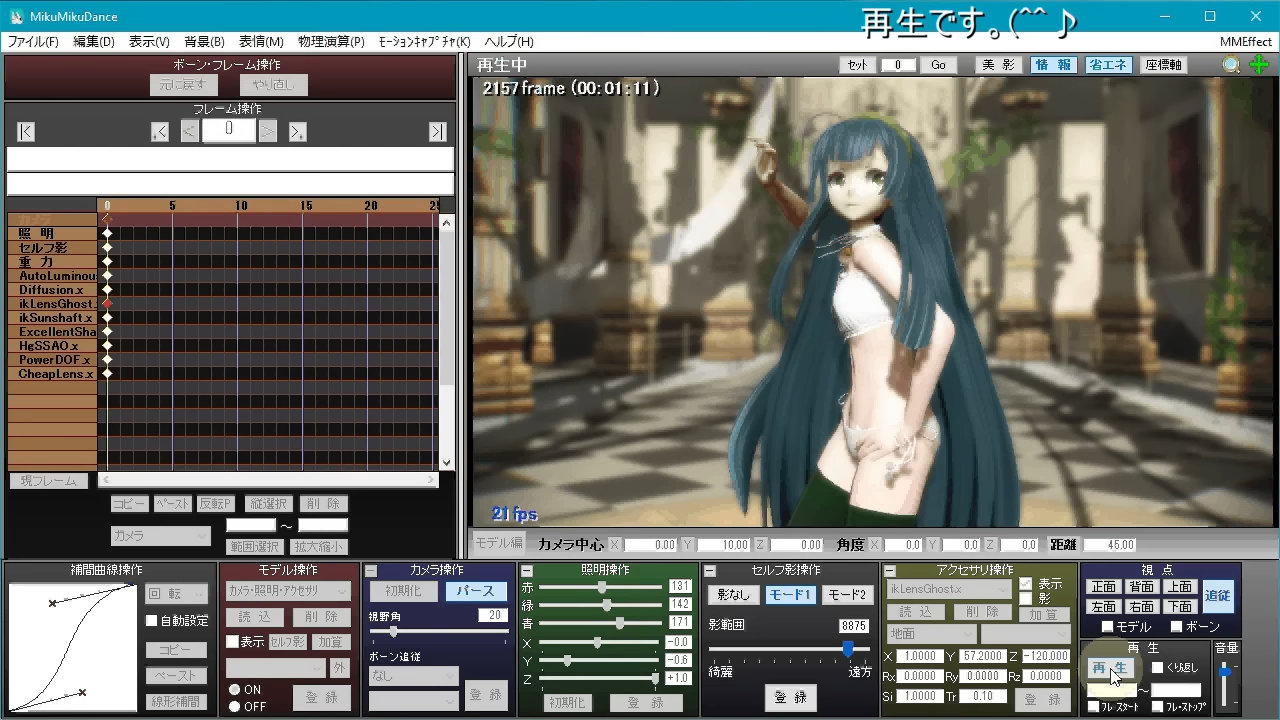 MikuMikuDance
再生です。(^^♪
ファイル(F) 編集(D) 表示(V) 背景(B) 表情(M) 物理演算(P) モーションキャプチャ(K) ヘルプ(H)
MMEffect
ボーン・フレーム操作
元に戻す やり直し
フレーム操作
0
0 5 10 15 20 25
カメラ
照 明
セルフ影
重 力
AutoLuminou
Diffusion.x
ikLensGhost.
ikSunshaft.x
ExcellentSha
HgSSAO.x
PowerDOF.x
CheapLens.x
現フレーム
コピー ペースト 反転P 縦選択 削 除
カメラ ～
範囲選択 拡大縮小
再生中 セット 0 Go 美 影 情 報 省エネ 座標軸
2157frame (00:01:11)
21 fps
モデル編 カメラ中心 X 0.00 Y 10.00 Z 0.00 角度 X 0.0 Y 0.0 Z 0.0 距離 45.00
補間曲線操作
回 転
自動設定
コピー
ペースト
線形補間
モデル操作
カメラ・照明・アクセサリ
読 込 削 除
表示 セルフ影 加算
外
ON
OFF
登 録
カメラ操作
初期化 パース
視野角 20
ボーン追従
なし
登 録
照明操作
赤 131
緑 142
青 171
X -0.0
Y -0.6
Z +1.0
初期化 登 録
セルフ影操作
影なし モード1 モード2
影範囲 8875
綺麗 遠方
登 録
アクセサリ操作
ikLensGhost.x 表示
影
読 込 削 除 加算
地面
X 1.0000 Y 57.2000 Z -120.000
Rx 0.0000 Ry 0.0000 Rz 0.0000
Si 1.0000 Tr 0.10 登 録
視 点
正面 背面 上面
左面 右面 下面
追従
モデル ボーン
再 生
再 生 くり返し
～
フレ・スタート フレ・ストップ
音量